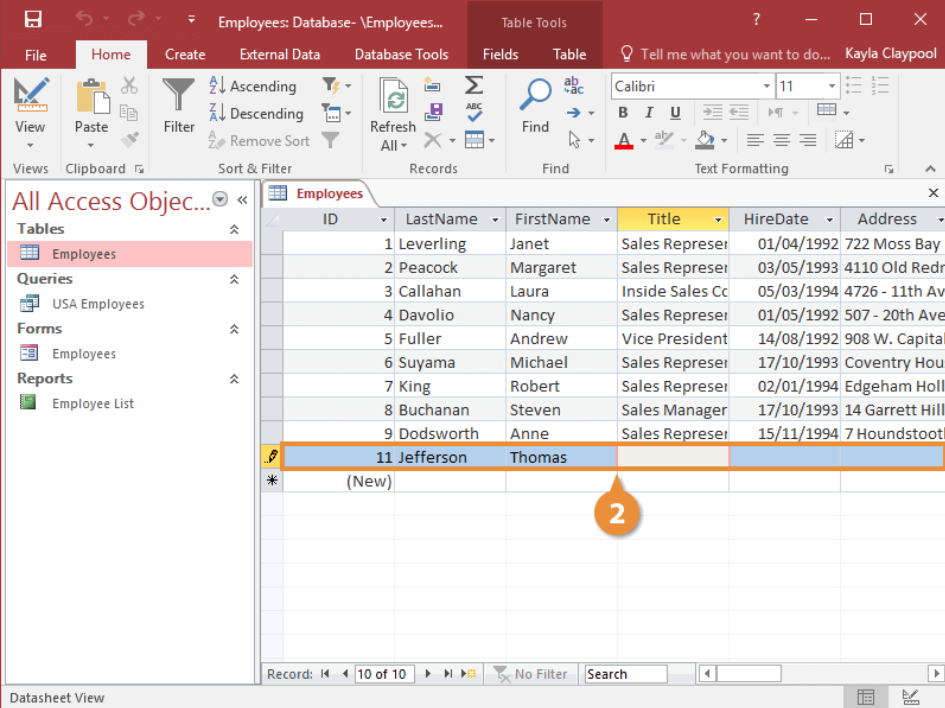 Employees: Database- \Employees...
Table Tools
?
File
Home
Create
External Data
Database Tools
Fields
Table
Tell me what you want to do...
Kayla Claypool
View
Paste
Filter
Ascending
Descending
Remove Sort
Refresh
All
ABC
Find
ab
ac
Calibri
11
B I U
A
ab
Views
Clipboard
Sort & Filter
Records
Find
Text Formatting
All Access Objec...
Tables
Employees
Queries
USA Employees
Forms
Employees
Reports
Employee List
Employees
ID LastName FirstName Title HireDate Address
1 Leverling Janet Sales Represer 01/04/1992 722 Moss Bay
2 Peacock Margaret Sales Represer 03/05/1993 4110 Old Redr
3 Callahan Laura Inside Sales Cc 05/03/1994 4726 - 11th Av
4 Davolio Nancy Sales Represer 01/05/1992 507 - 20th Ave
5 Fuller Andrew Vice President 14/08/1992 908 W. Capital
6 Suyama Michael Sales Represer 17/10/1993 Coventry Hou
7 King Robert Sales Represer 02/01/1994 Edgeham Holl
8 Buchanan Steven Sales Manager 17/10/1993 14 Garrett Hill
9 Dodsworth Anne Sales Represer 15/11/1994 7 Houndstooth
11 Jefferson Thomas
(New)
2
Record: 10 of 10 No Filter Search
Datasheet View